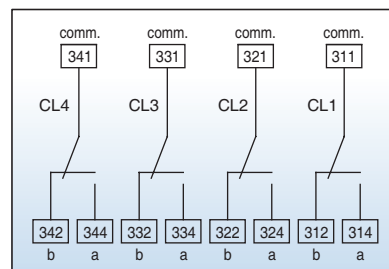 comm. comm. comm. comm.
341 331 321 311
CL4 CL3 CL2 CL1
342 344 332 334 322 324 312 314
b a b a b a b a